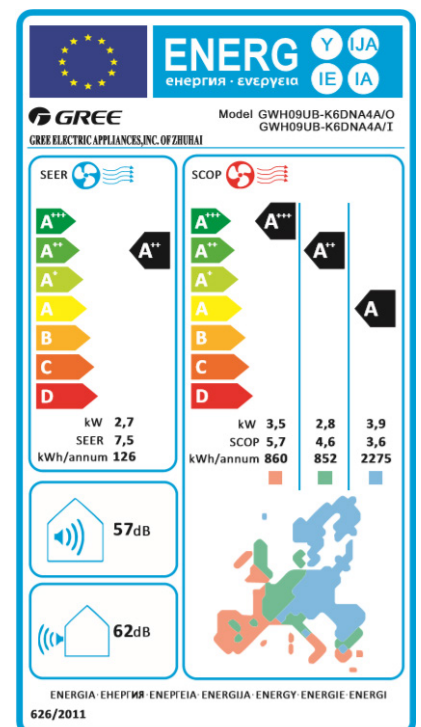 ENERG
енергия · ενεργεια
Y IJA
IE IA
GREE
GREE ELECTRIC APPLIANCES,INC. OF ZHUHAI
Model GWH09UB-K6DNA4A/O
GWH09UB-K6DNA4A/I
SEER
A+++
A++
A+
A
B
C
D
A++
kW 2,7
SEER 7,5
kWh/annum 126
SCOP
A+++
A++
A+
A
B
C
D
A+++
A++
A
kW 3,5 2,8 3,9
SCOP 5,7 4,6 3,6
kWh/annum 860 852 2275
57dB
62dB
ENERGIA·ЕНЕРГИЯ·ΕΝΕΡΓΕΙΑ·ENERGIJA·ENERGY·ENERGIE·ENERGI
626/2011